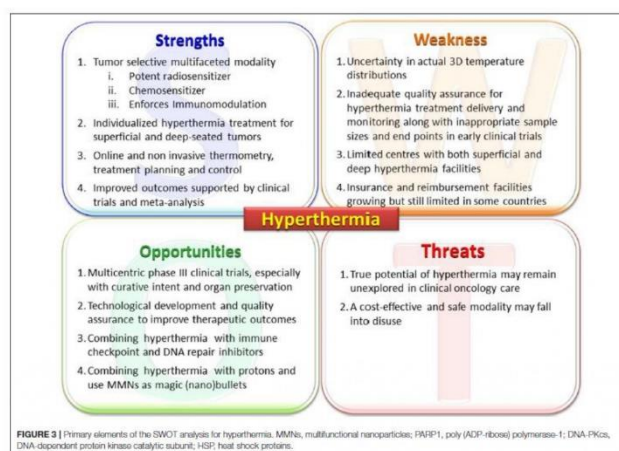 Strengths
1. Tumor selective multifaceted modality
i. Potent radiosensitizer
ii. Chemosensitizer
iii. Enforces Immunomodulation
2. Individualized hyperthermia treatment for
superficial and deep-seated tumors
3. Online and non invasive thermometry,
treatment planning and control
4. Improved outcomes supported by clinical
trials and meta-analysis
Weakness
1. Uncertainty in actual 3D temperature
distributions
2. Inadequate quality assurance for
hyperthermia treatment delivery and
monitoring along with inappropriate sample
sizes and end points in early clinical trials
3. Limited centres with both superficial and
deep hyperthermia facilities
4. Insurance and reimbursement facilities
growing but still limited in some countries
Hyperthermia
Opportunities
1. Multicentric phase III clinical trials, especially
with curative intent and organ preservation
2. Technological development and quality
assurance to improve therapeutic outcomes
3. Combining hyperthermia with immune
checkpoint and DNA repair inhibitors
4. Combining hyperthermia with protons and
use MMNs as magic (nano)bullets
Threats
1. True potential of hyperthermia may remain
unexplored in clinical oncology care
2. A cost-effective and safe modality may fall
into disuse
S
W
O
T
FIGURE 3 | Primary elements of the SWOT analysis for hyperthermia. MMNs, multifunctional nanoparticles; PARP1, poly (ADP-ribose) polymerase-1; DNA-PKcs,
DNA-dependent protein kinase catalytic subunit; HSP, heat shock proteins.